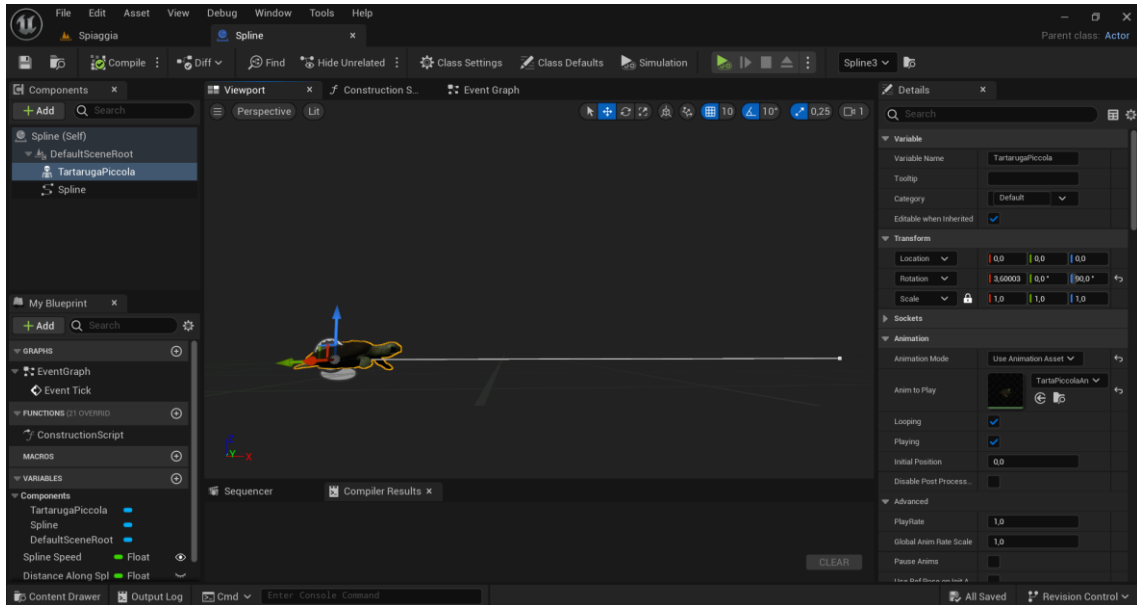 File Edit Asset View Debug Window Tools Help
Spiaggia
Spline
Parent class: Actor
Compile
Diff
Find
Hide Unrelated
Class Settings
Class Defaults
Simulation
Spline3
Components
Add
Search
Spline (Self)
DefaultSceneRoot
TartarugaPiccola
Spline
My Blueprint
Add
Search
GRAPHS
EventGraph
Event Tick
FUNCTIONS (21 OVERRID
ConstructionScript
MACROS
VARIABLES
Components
TartarugaPiccola
Spline
DefaultSceneRoot
Spline Speed Float
Distance Along Spl Float
Viewport
Construction S...
Event Graph
Perspective Lit
10 10° 0,25 1
Z
Y X
Sequencer
Compiler Results
CLEAR
Details
Search
Variable
Variable Name TartarugaPiccola
Tooltip
Category Default
Editable when Inherited
Transform
Location 0,0 0,0 0,0
Rotation 3,60003 0,0° 90,0°
Scale 1,0 1,0 1,0
Sockets
Animation
Animation Mode Use Animation Asset
Anim to Play TartaPiccolaAn
Looping
Playing
Initial Position 0,0
Disable Post Process..
Advanced
PlayRate 1,0
Global Anim Rate Scale 1,0
Pause Anims
Content Drawer Output Log Cmd Enter Console Command All Saved Revision Control